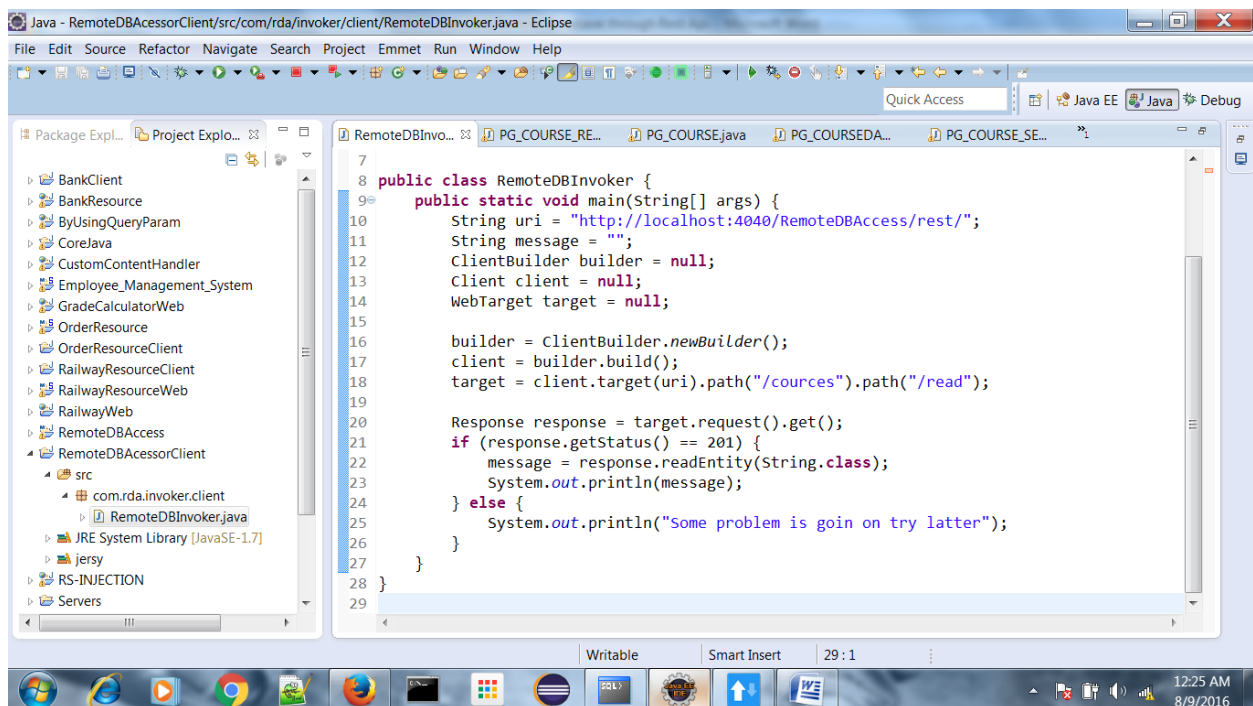 Java - RemoteDBAcessorClient/src/com/rda/invoker/client/RemoteDBInvoker.java - Eclipse
File Edit Source Refactor Navigate Search Project Emmet Run Window Help
Quick Access
Java EE
Java
Debug
Package Expl...
Project Explo...
BankClient
BankResource
ByUsingQueryParam
CoreJava
CustomContentHandler
Employee_Management_System
GradeCalculatorWeb
OrderResource
OrderResourceClient
RailwayResourceClient
RailwayResourceWeb
RailwayWeb
RemoteDBAccess
RemoteDBAcessorClient
src
com.rda.invoker.client
RemoteDBInvoker.java
JRE System Library [JavaSE-1.7]
jersy
RS-INJECTION
Servers
RemoteDBInvo...
PG_COURSE_RE...
PG_COURSE.java
PG_COURSEDA...
PG_COURSE_SE...
»1
7
8 public class RemoteDBInvoker {
9 public static void main(String[] args) {
10 String uri = "http://localhost:4040/RemoteDBAccess/rest/";
11 String message = "";
12 ClientBuilder builder = null;
13 Client client = null;
14 WebTarget target = null;
15
16 builder = ClientBuilder.newBuilder();
17 client = builder.build();
18 target = client.target(uri).path("/cources").path("/read");
19
20 Response response = target.request().get();
21 if (response.getStatus() == 201) {
22 message = response.readEntity(String.class);
23 System.out.println(message);
24 } else {
25 System.out.println("Some problem is goin on try latter");
26 }
27 }
28 }
29
Writable
Smart Insert
29 : 1
12:25 AM
8/9/2016